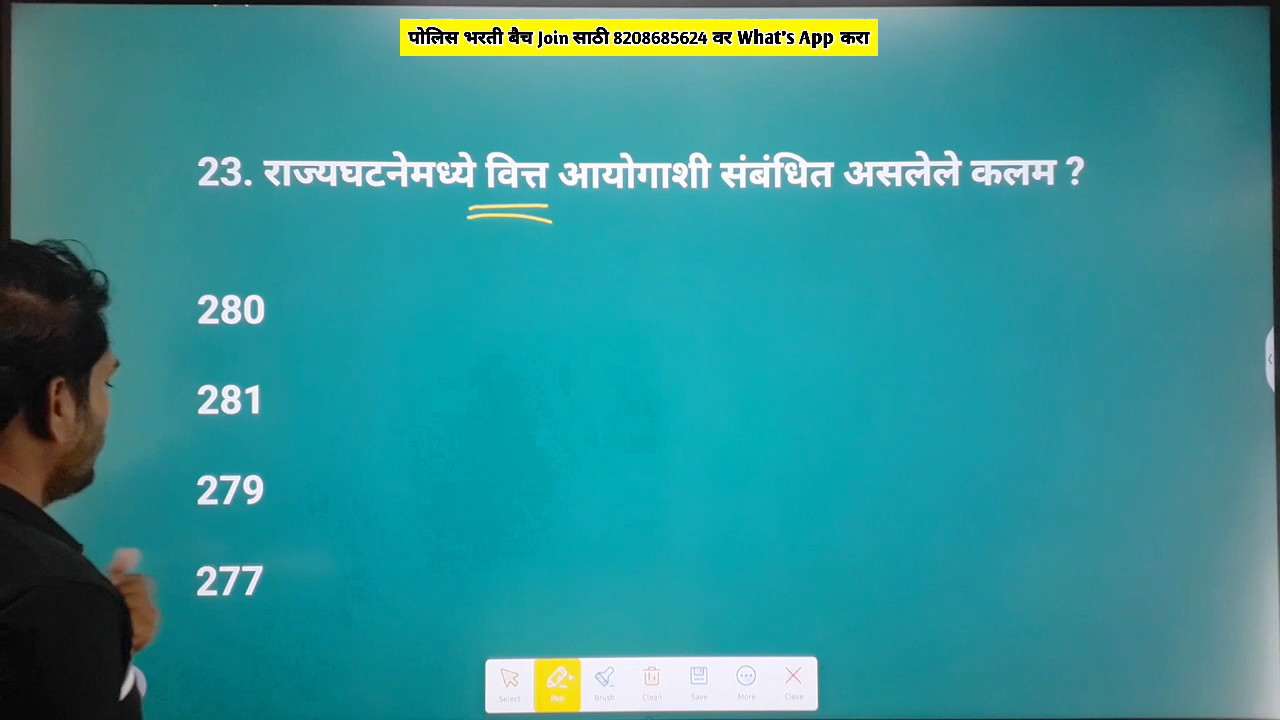 पोलिस भरती बैच Join साठी 8208685624 वर What's App करा
23. राज्यघटनेमध्ये वित्त आयोगाशी संबंधित असलेले कलम ?
280
281
279
277
Select
Pen
Brush
Clean
Save
More
Close